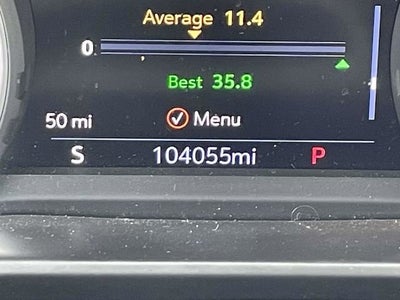 Average 11.4
0
Best 35.8
50 mi Menu
S 104055mi P